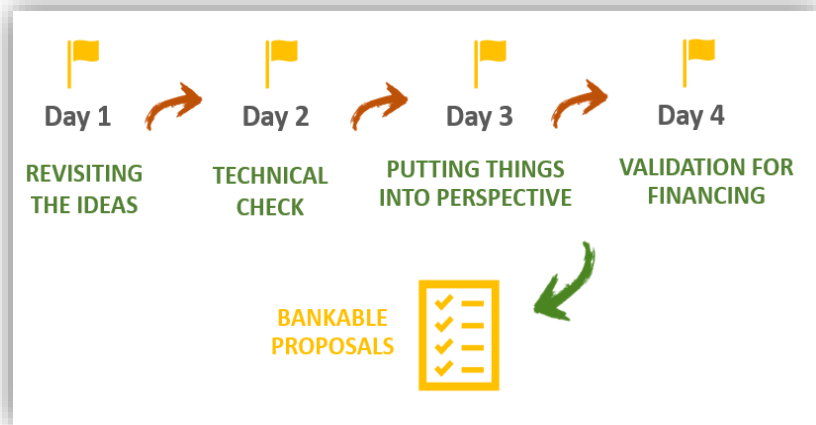 Day 1
Day 2
Day 3
Day 4
REVISITING
THE IDEAS
TECHNICAL
CHECK
PUTTING THINGS
INTO PERSPECTIVE
VALIDATION FOR
FINANCING
BANKABLE
PROPOSALS